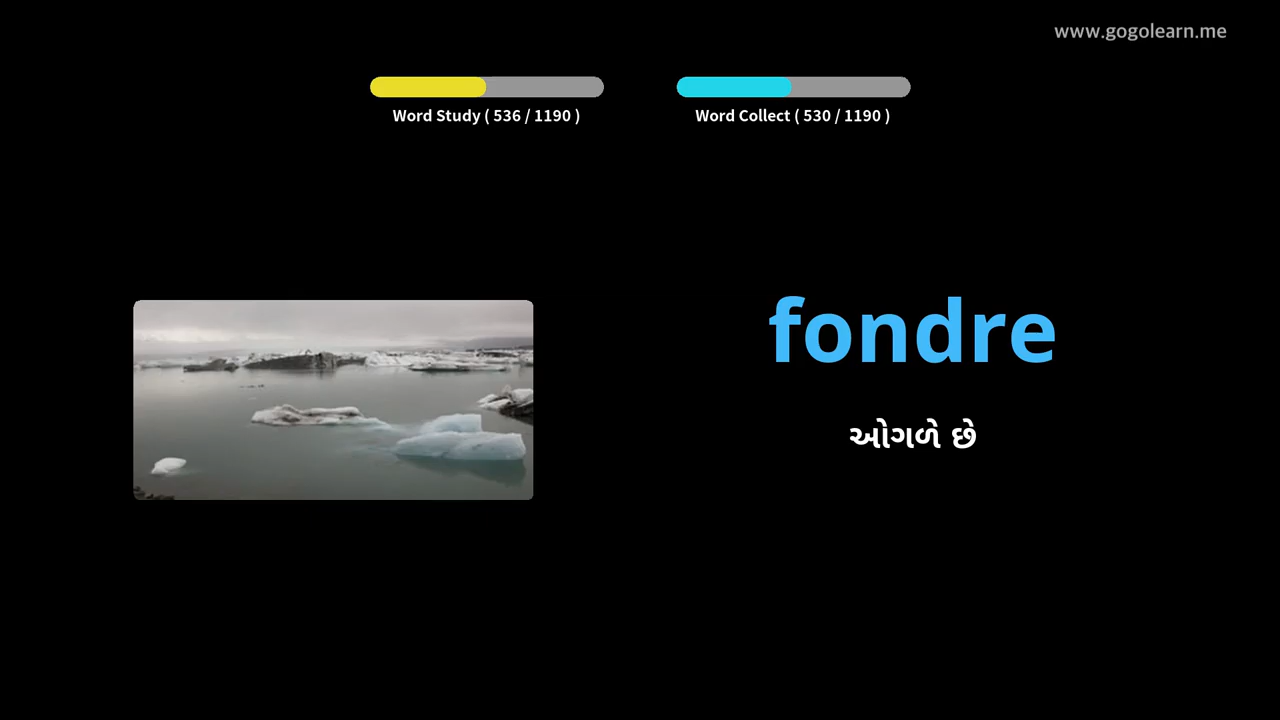 www.gogolearn.me
Word Study ( 536 / 1190 )
Word Collect ( 530 / 1190 )
fondre
ઓગળે છે